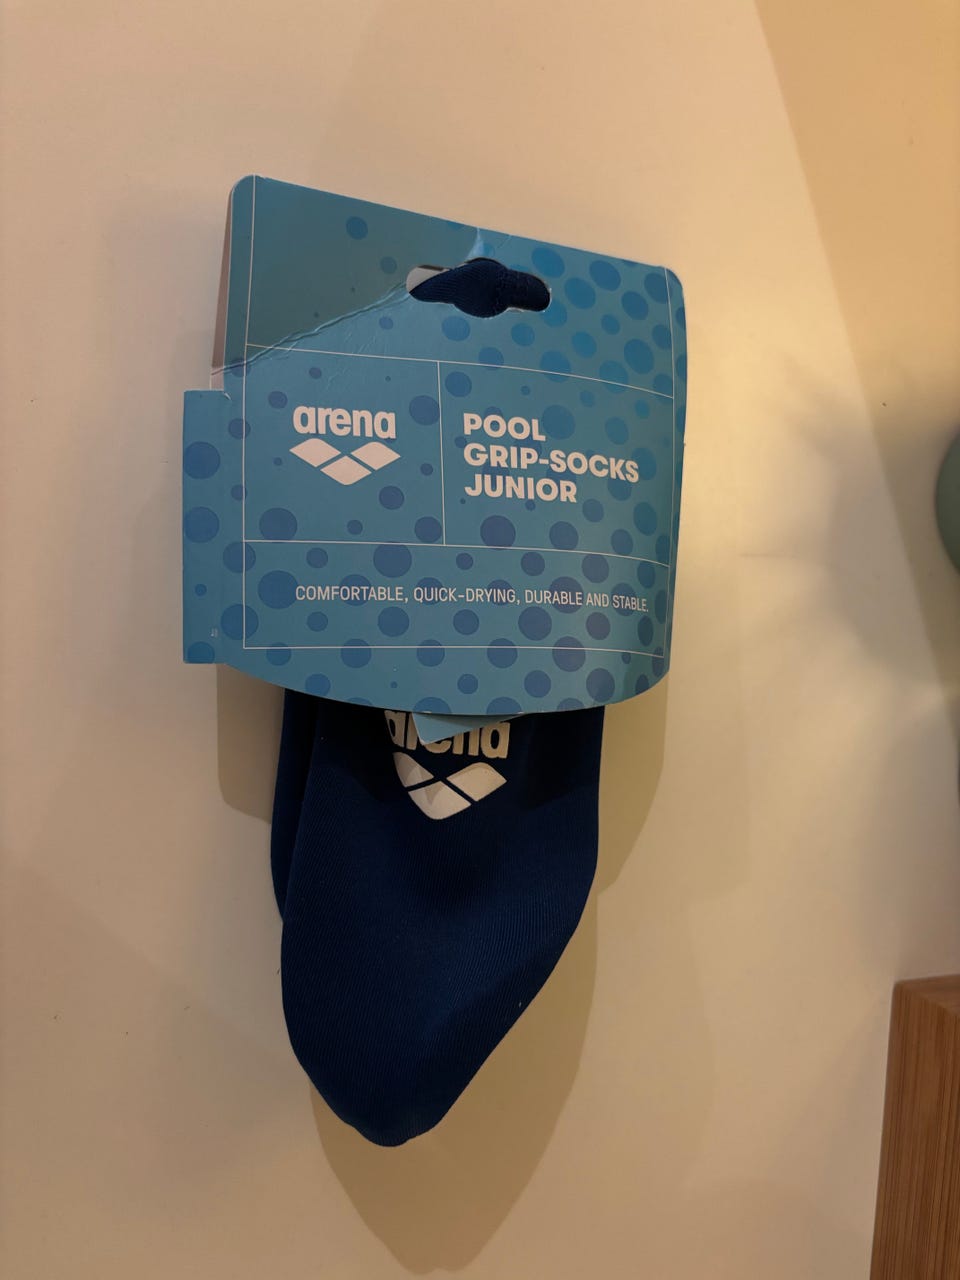 arena
POOL
GRIP-SOCKS
JUNIOR
COMFORTABLE, QUICK-DRYING, DURABLE AND STABLE.
arena